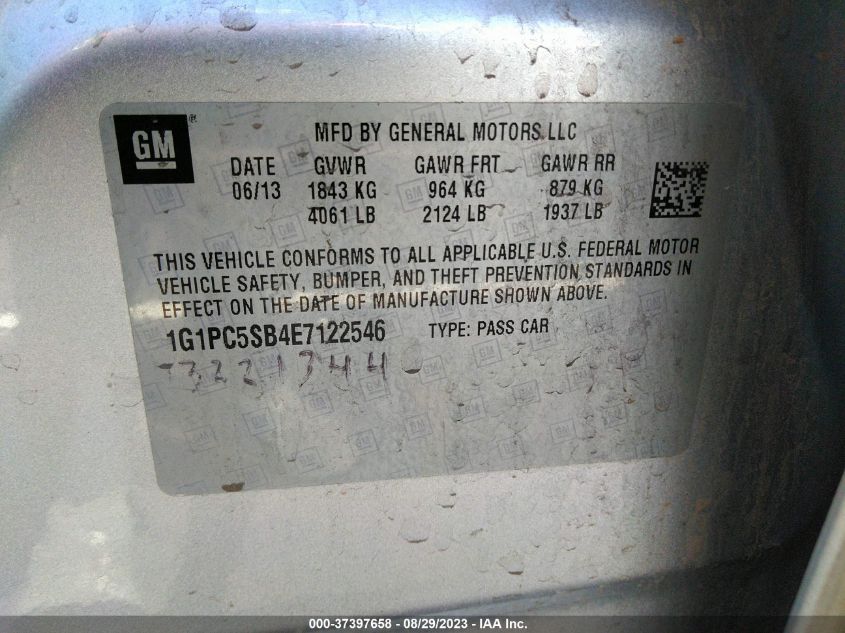 GM ®
MFD BY GENERAL MOTORS LLC
DATE GVWR GAWR FRT GAWR RR
06/13 1843 KG 964 KG 879 KG
4061 LB 2124 LB 1937 LB
THIS VEHICLE CONFORMS TO ALL APPLICABLE U.S. FEDERAL MOTOR
VEHICLE SAFETY, BUMPER, AND THEFT PREVENTION STANDARDS IN
EFFECT ON THE DATE OF MANUFACTURE SHOWN ABOVE.
1G1PC5SB4E7122546 TYPE: PASS CAR
000-37397658 - 08/29/2023 - IAA Inc.